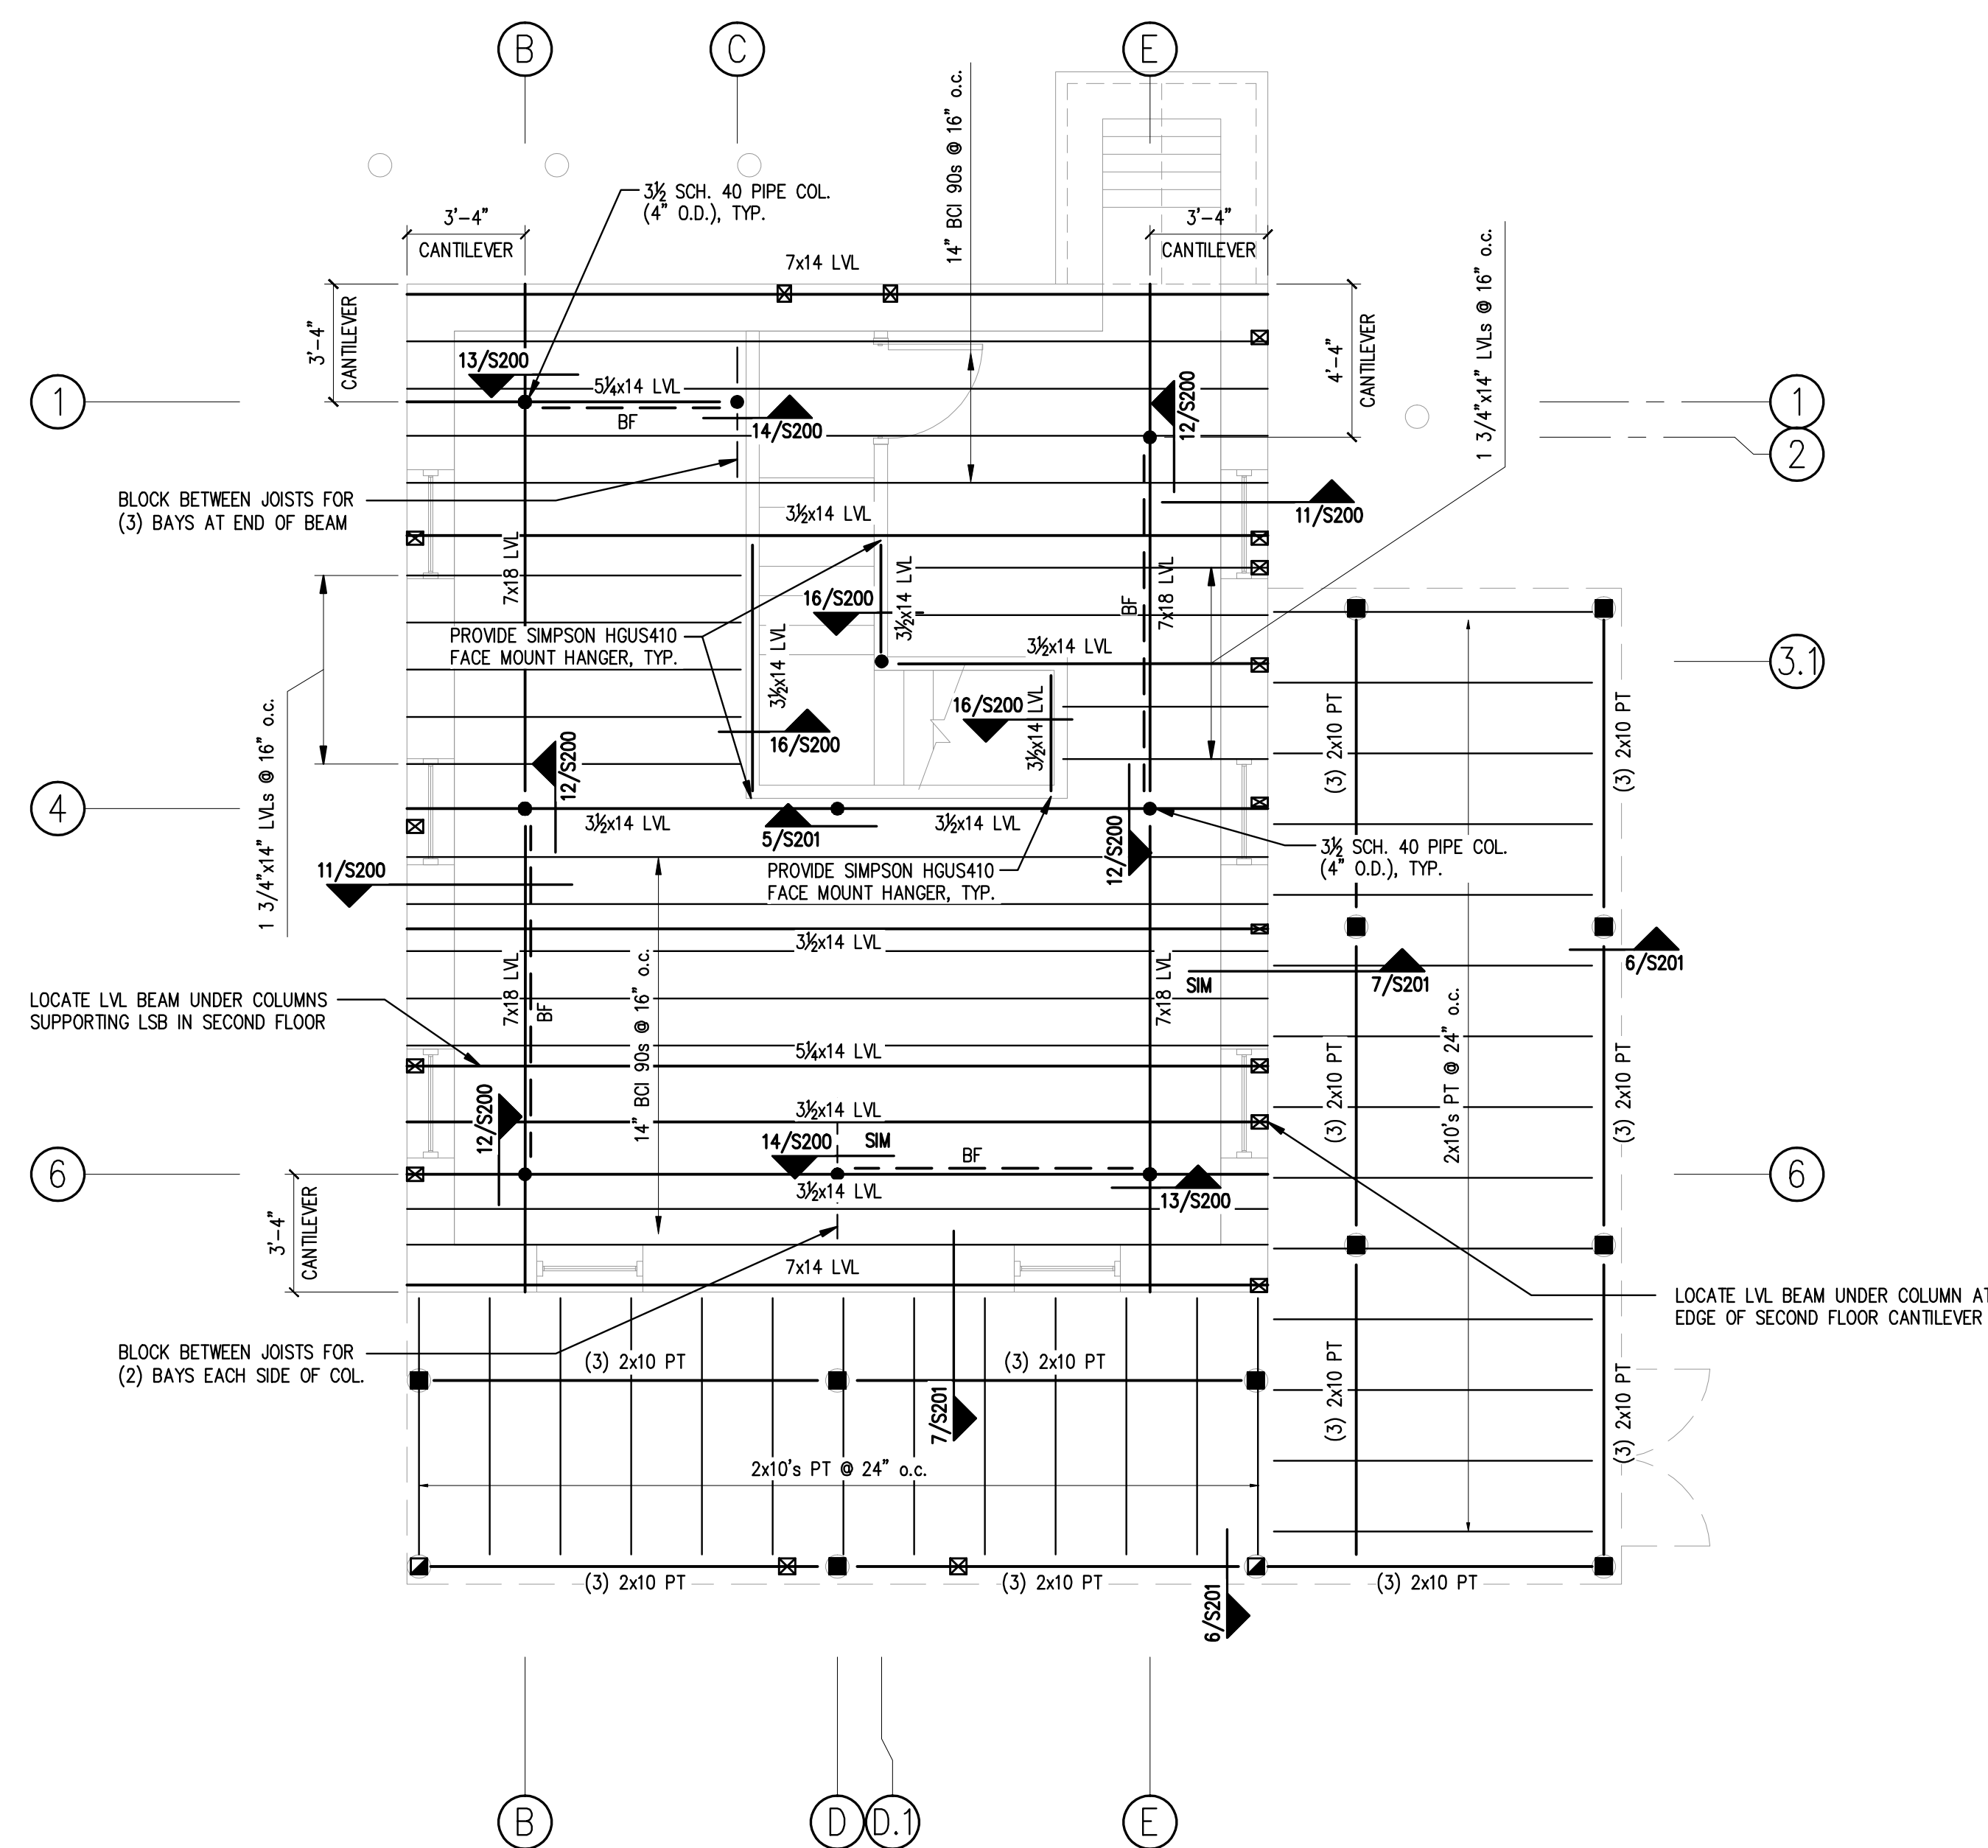 B
C
E
14" BCI 90s @ 16" o.c.
3½ SCH. 40 PIPE COL.
(4" O.D.), TYP.
3'-4"
CANTILEVER
3'-4"
CANTILEVER
7x14 LVL
3'-4"
CANTILEVER
4'-4"
CANTILEVER
1 3/4"x14" LVLs @ 16" o.c.
13/S200
5¼x14 LVL
BF
14/S200
12/S200
1
1
2
BLOCK BETWEEN JOISTS FOR
(3) BAYS AT END OF BEAM
3½x14 LVL
11/S200
7x18 LVL
3½x14 LVL
BF
7x18 LVL
16/S200
PROVIDE SIMPSON HGUS410
FACE MOUNT HANGER, TYP.
3½x14 LVL
3½x14 LVL
3.1
16/S200
16/S200
3½x14 LVL
(3) 2x10 PT
(3) 2x10 PT
1 3/4"x14" LVLs @ 16" o.c.
12/S200
4
3½x14 LVL
3½x14 LVL
5/S201
12/S200
3½ SCH. 40 PIPE COL.
(4" O.D.), TYP.
11/S200
PROVIDE SIMPSON HGUS410
FACE MOUNT HANGER, TYP.
3½x14 LVL
6/S201
7/S201
SIM
LOCATE LVL BEAM UNDER COLUMNS
SUPPORTING LSB IN SECOND FLOOR
7x18 LVL
BF
14" BCI 90s @ 16" o.c.
7x18 LVL
5¼x14 LVL
(3) 2x10 PT
2x10's PT @ 24" o.c.
(3) 2x10 PT
12/S200
3½x14 LVL
14/S200
SIM
BF
6
6
3½x14 LVL
13/S200
3'-4"
CANTILEVER
7x14 LVL
LOCATE LVL BEAM UNDER COLUMN AT
EDGE OF SECOND FLOOR CANTILEVER
BLOCK BETWEEN JOISTS FOR
(2) BAYS EACH SIDE OF COL.
(3) 2x10 PT
(3) 2x10 PT
(3) 2x10 PT
(3) 2x10 PT
7/S201
2x10's PT @ 24" o.c.
(3) 2x10 PT
(3) 2x10 PT
(3) 2x10 PT
6/S201
B
D
D.1
E